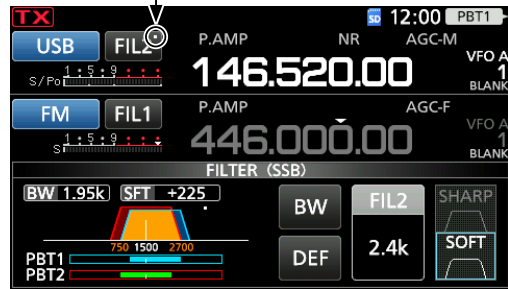 TX 12:00 PBT1
USB FIL2 P.AMP NR AGC-M
S/Po 1 5 9 146.520.00 VFO A
1
BLANK
FM FIL1 P.AMP AGC-F
S 1 5 9 446.000.00 VFO A
1
BLANK
FILTER (SSB)
BW 1.95k SFT +225
BW FIL2 SHARP
750 1500 2700
DEF 2.4k SOFT
PBT1
PBT2